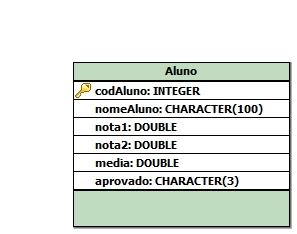 Aluno
codAluno: INTEGER
nomeAluno: CHARACTER(100)
nota1: DOUBLE
nota2: DOUBLE
media: DOUBLE
aprovado: CHARACTER(3)